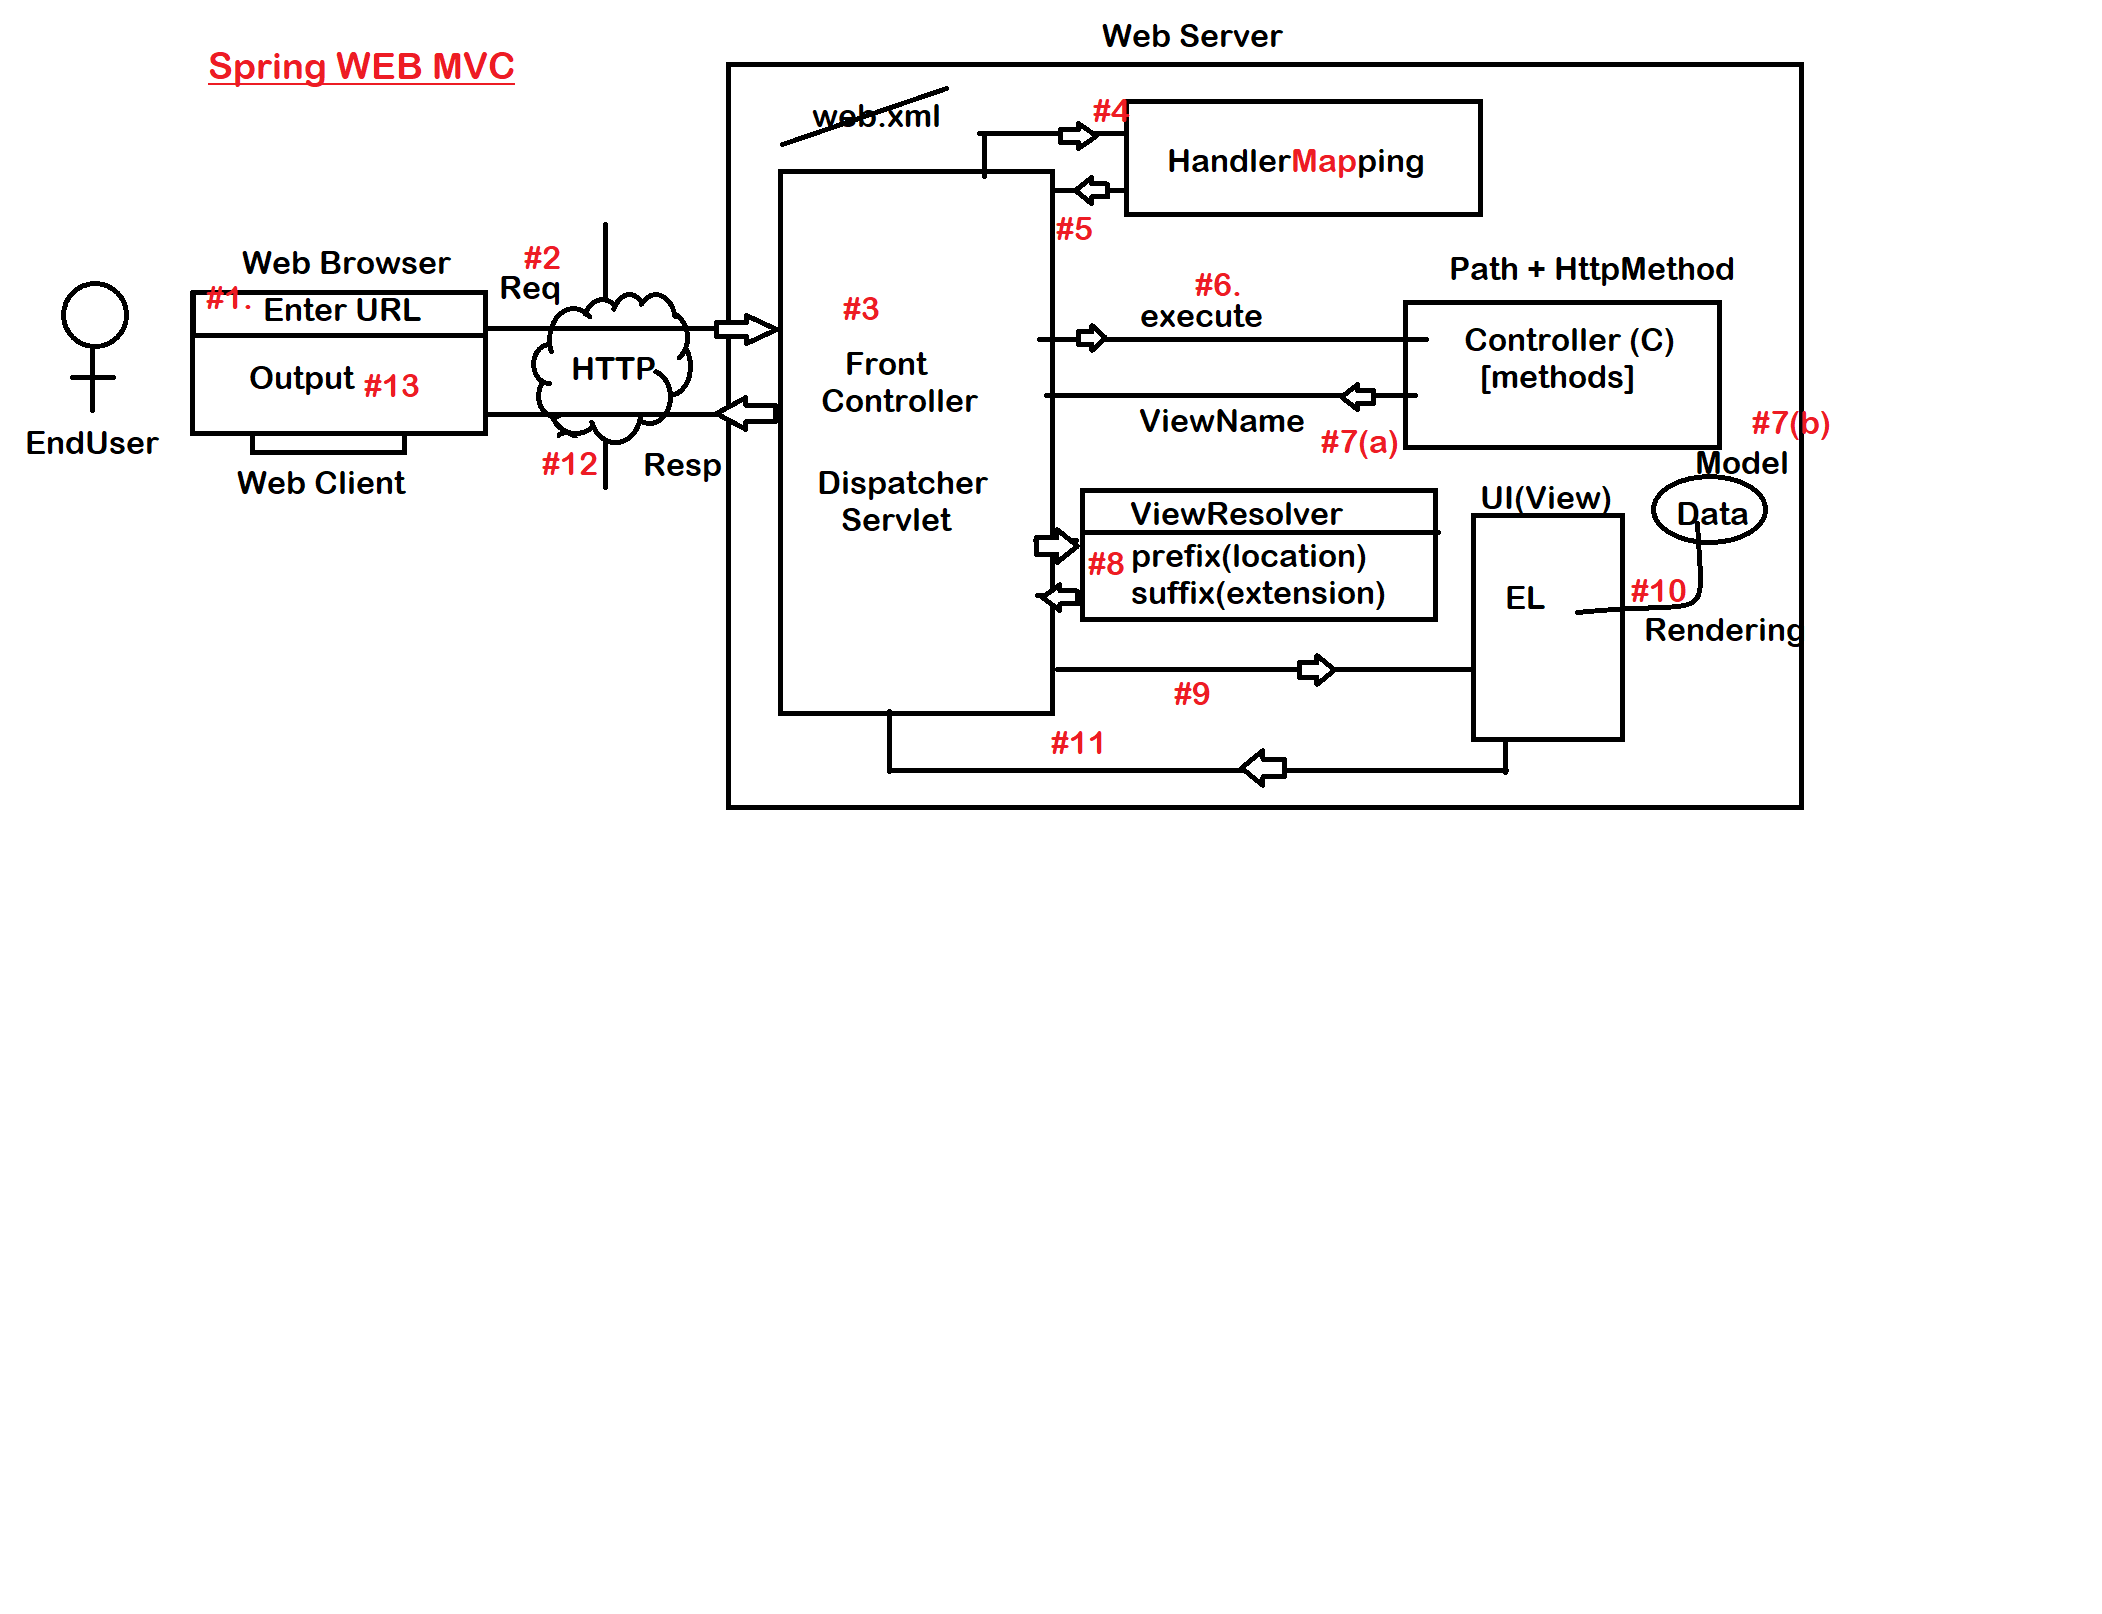 Spring WEB MVC
Web Server
web.xml
#4
HandlerMapping
#5
#2
Req
Web Browser
#1. Enter URL
Output #13
EndUser
Web Client
HTTP
#12
Resp
#3
Front
Controller
Dispatcher
Servlet
Path + HttpMethod
#6.
execute
Controller (C)
[methods]
ViewName
#7(a)
#7(b)
Model
Data
ViewResolver
#8 prefix(location)
suffix(extension)
UI(View)
EL
#10
Rendering
#9
#11